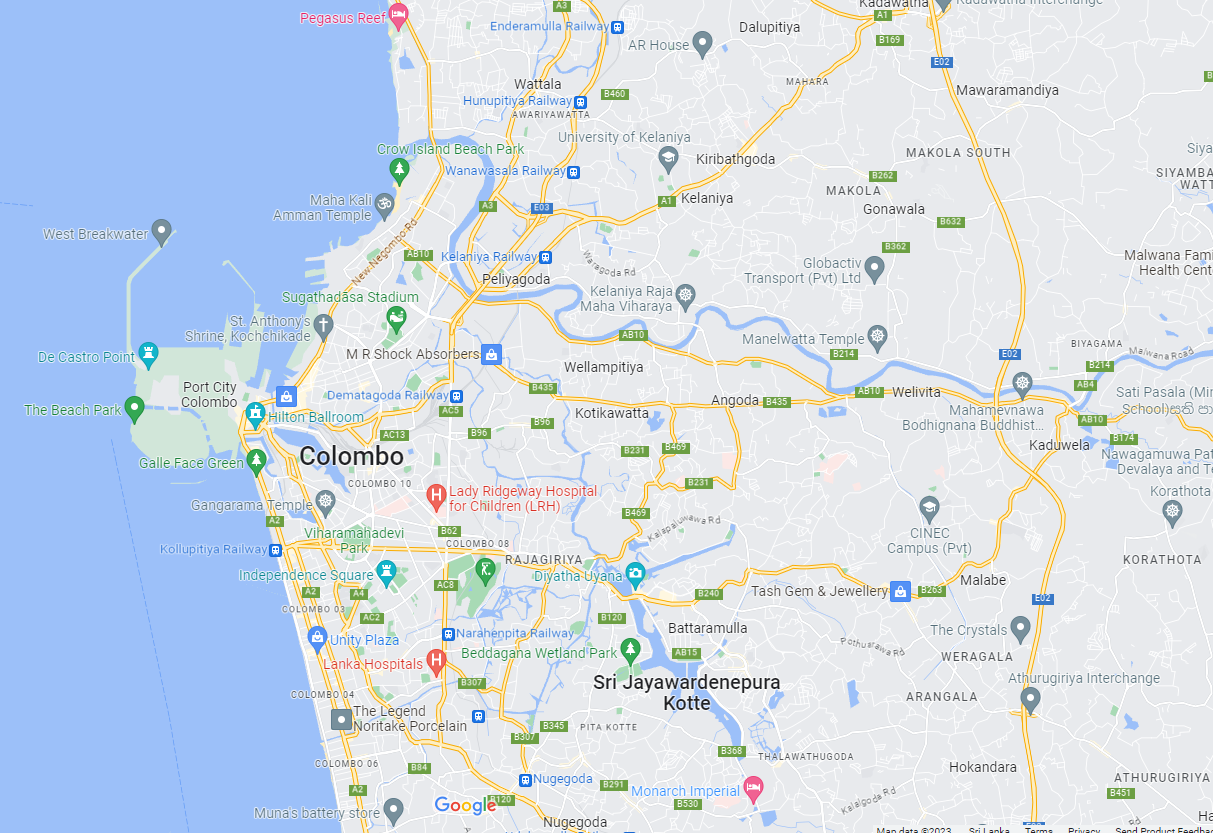 Kadawatha
Kadawatha Interchange
Pegasus Reef
A3
A1
Enderamulla Railway
Dalupitiya
B169
AR House
E02
Wattala
MAHARA
Mawaramandiya
Hunupitiya Railway
B460
AWARIYAWATTA
University of Kelaniya
Crow Island Beach Park
Kiribathgoda
MAKOLA SOUTH
Siya
Wanawasala Railway
B262
SIYAMBA
WATT
MAKOLA
Maha Kali
Amman Temple
A3
E03
A1
Kelaniya
Gonawala
B632
West Breakwater
New Negombo Rd
AB10
Kelaniya Railway
B362
Malwana Fami
Health Cente
Waragoda Rd
Globactiv
Transport (Pvt) Ltd
Peliyagoda
Kelaniya Raja
Maha Viharaya
Sugathadasa Stadium
St. Anthony's
Shrine, Kochchikade
AB10
Manelwatta Temple
BIYAGAMA
De Castro Point
M R Shock Absorbers
B214
E02
Malwana Road
B214
Wellampitiya
Port City
Colombo
B435
AB10
Welivita
AB4
Sati Pasala (Min
School)සති පා
Dematagoda Railway
Angoda
B435
The Beach Park
Hilton Ballroom
AC5
Kotikawatta
Mahamevnawa
Bodhignana Buddhist...
AB10
B96
AC13
B96
B174
Kaduwela
B231
B469
Nawagamuwa Pat
Devalaya and Te
Colombo
Galle Face Green
COLOMBO 10
B231
Lady Ridgeway Hospital
for Children (LRH)
Korathota
Gangarama Temple
B469
A2
Kalapaluwawa Rd
CINEC
Campus (Pvt)
Viharamahadevi
Park
B62
COLOMBO 08
Kollupitiya Railway
RAJAGIRIYA
KORATHOTA
Independence Square
Diyatha Uyana
Malabe
AC8
A2
A4
B240
Tash Gem & Jewellery
B263
E02
COLOMBO 03
AC2
B120
Battaramulla
The Crystals
Unity Plaza
Narahenpita Railway
Pothuarawa Rd
Beddagana Wetland Park
AB15
WERAGALA
Lanka Hospitals
Sri Jayawardenepura
Kotte
Athurugiriya Interchange
B307
COLOMBO 04
ARANGALA
The Legend
Noritake Porcelain
B345
PITA KOTTE
B307
B368
THALAWATHUGODA
COLOMBO 06
B84
Hokandara
Nugegoda
B291
ATHURUGIRIYA
A2
Monarch Imperial
B451
Google
B120
B530
Kalalgoda Rd
Muna's battery store
Nugegoda
Map data ©2023
Sri Lanka
Terms
Privacy
Send Product Feedback